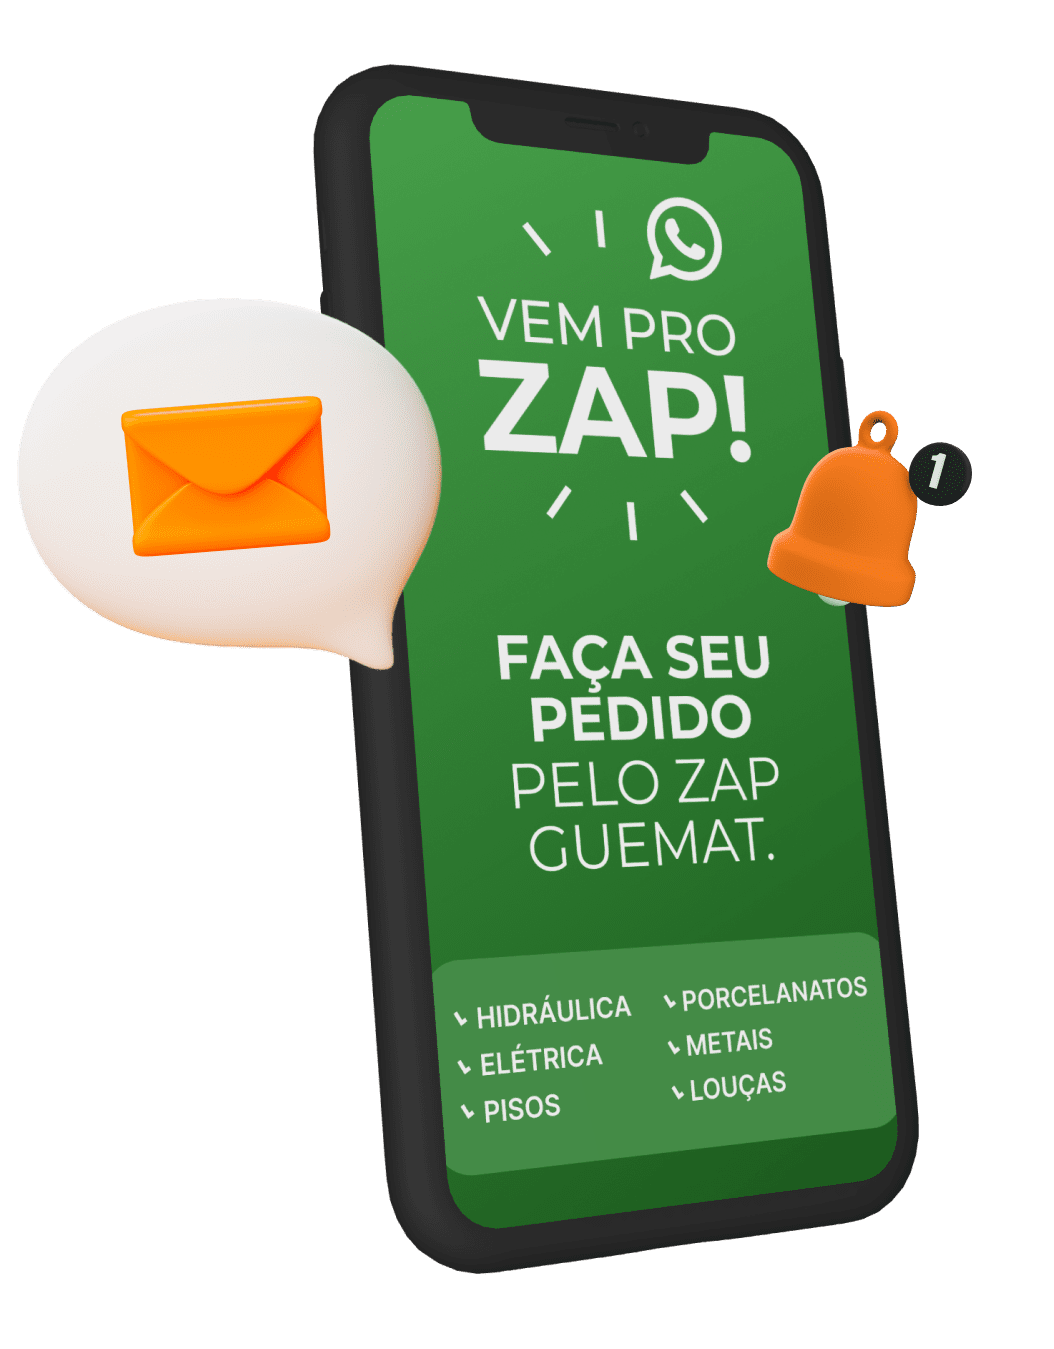 VEM PRO
ZAP!
1
FAÇA SEU
PEDIDO
PELO ZAP
GUEMAT.
HIDRÁULICA
ELÉTRICA
PISOS
PORCELANATOS
METAIS
LOUÇAS